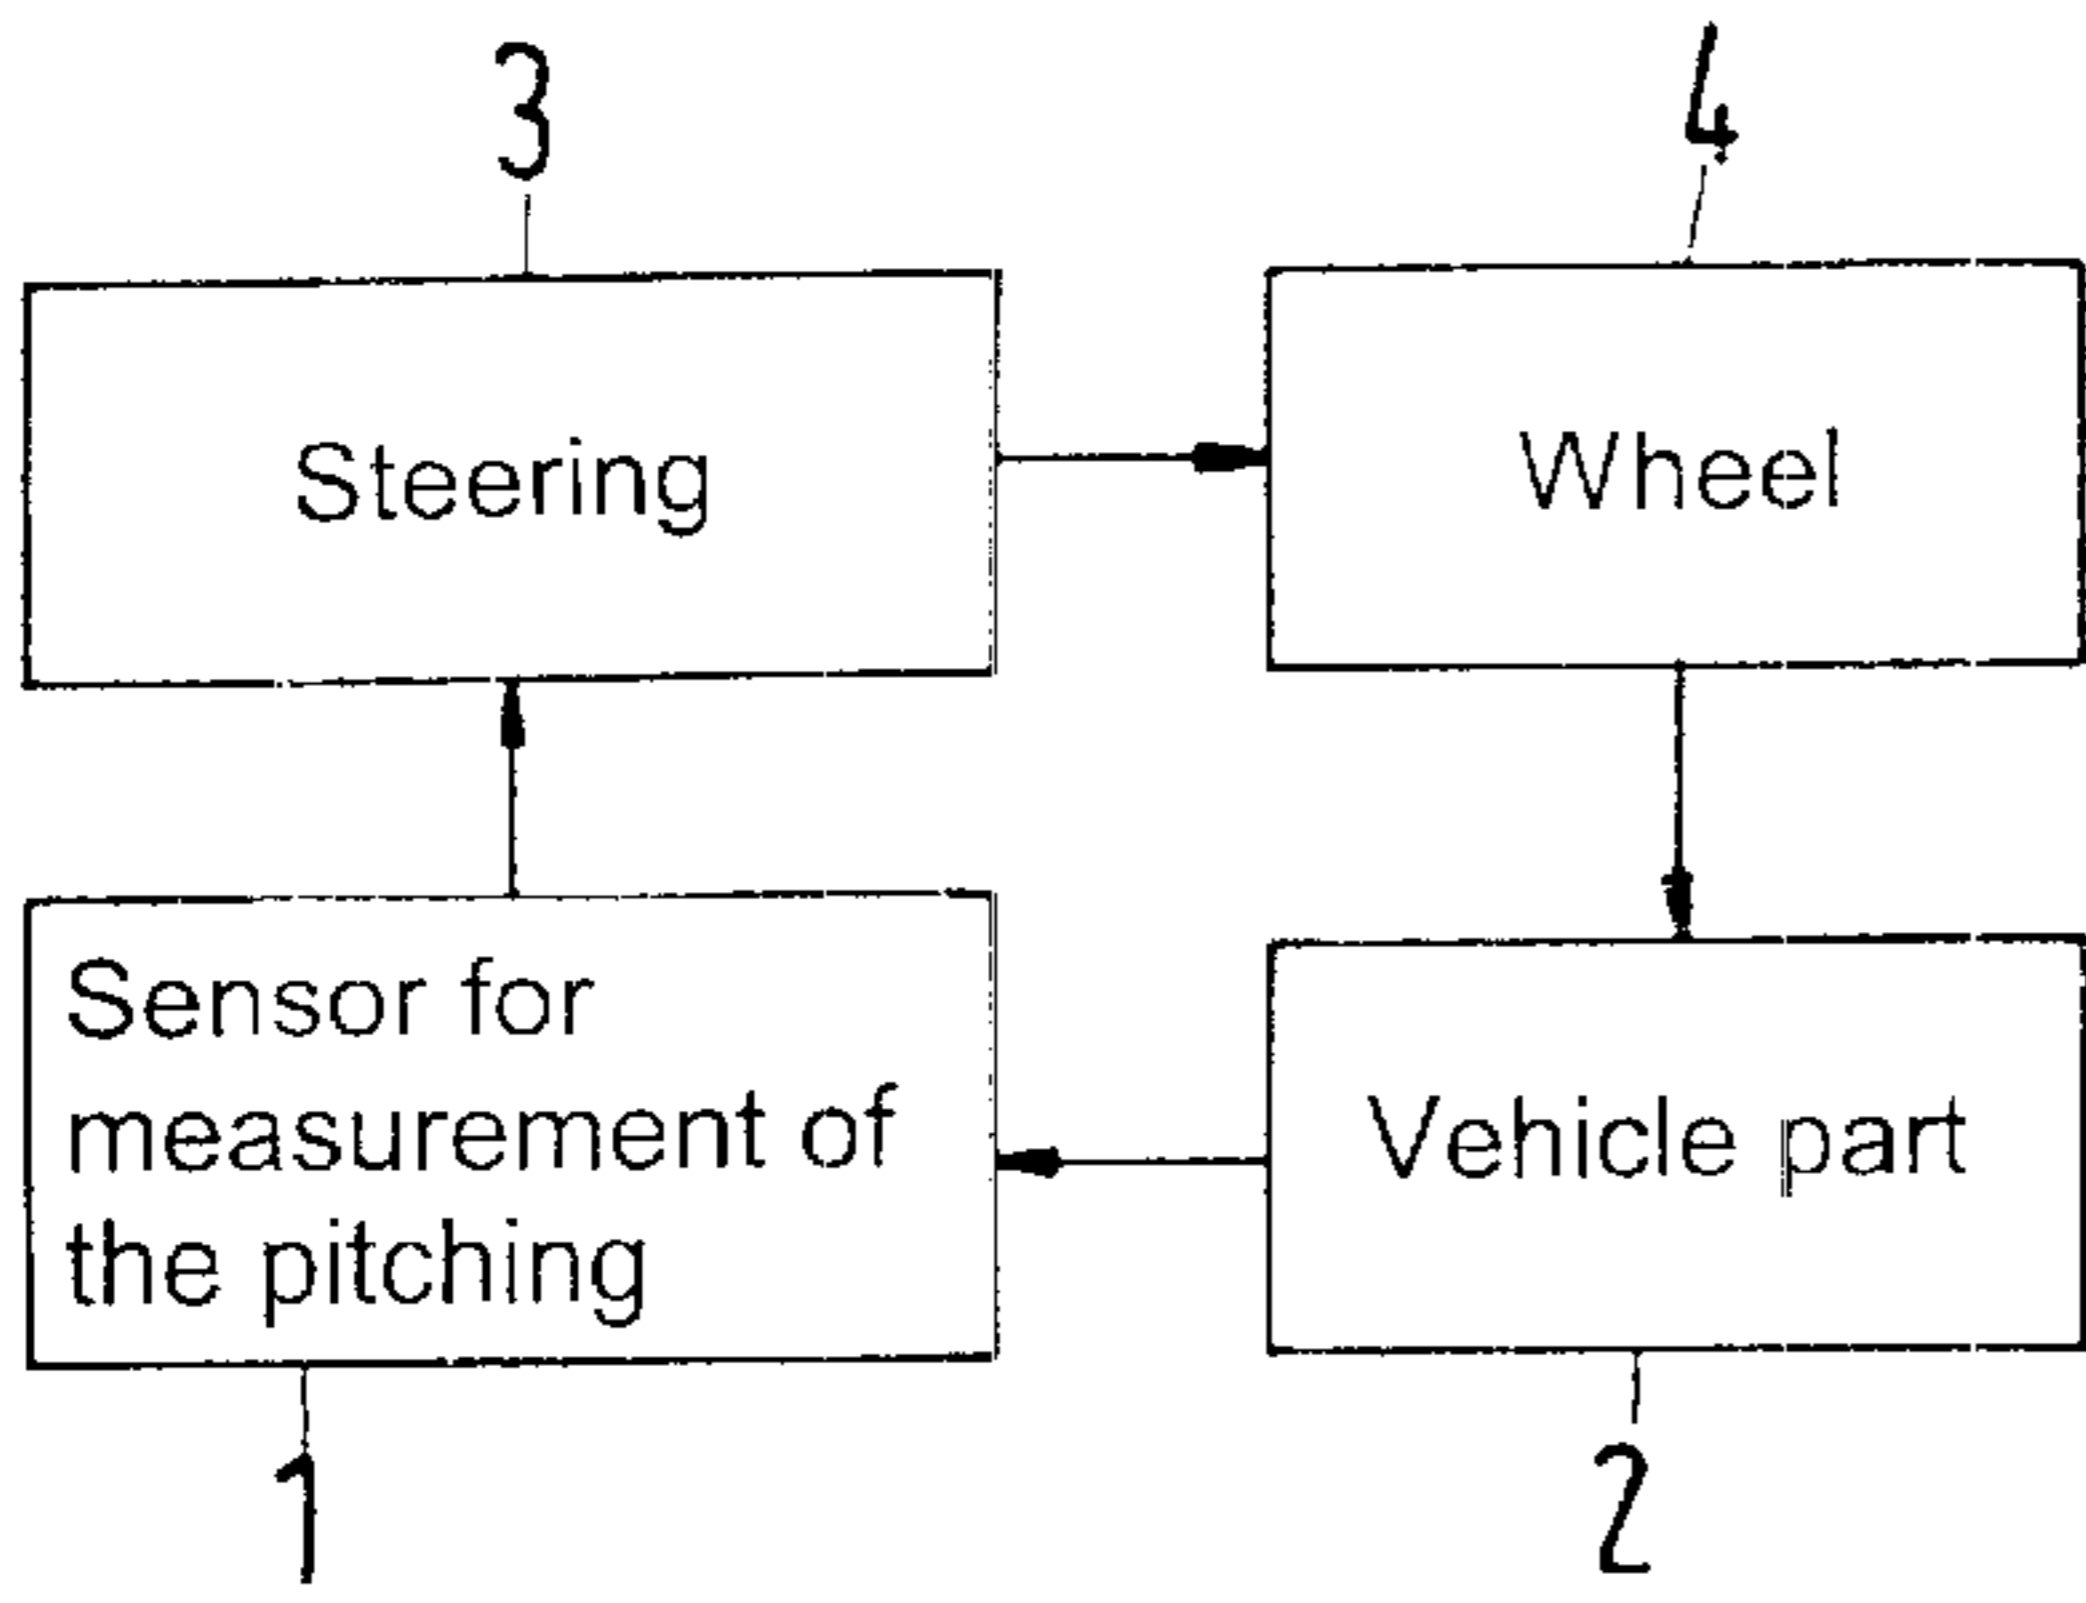 3
4
Steering
Wheel
Sensor for
measurement of
the pitching
Vehicle part
1
2